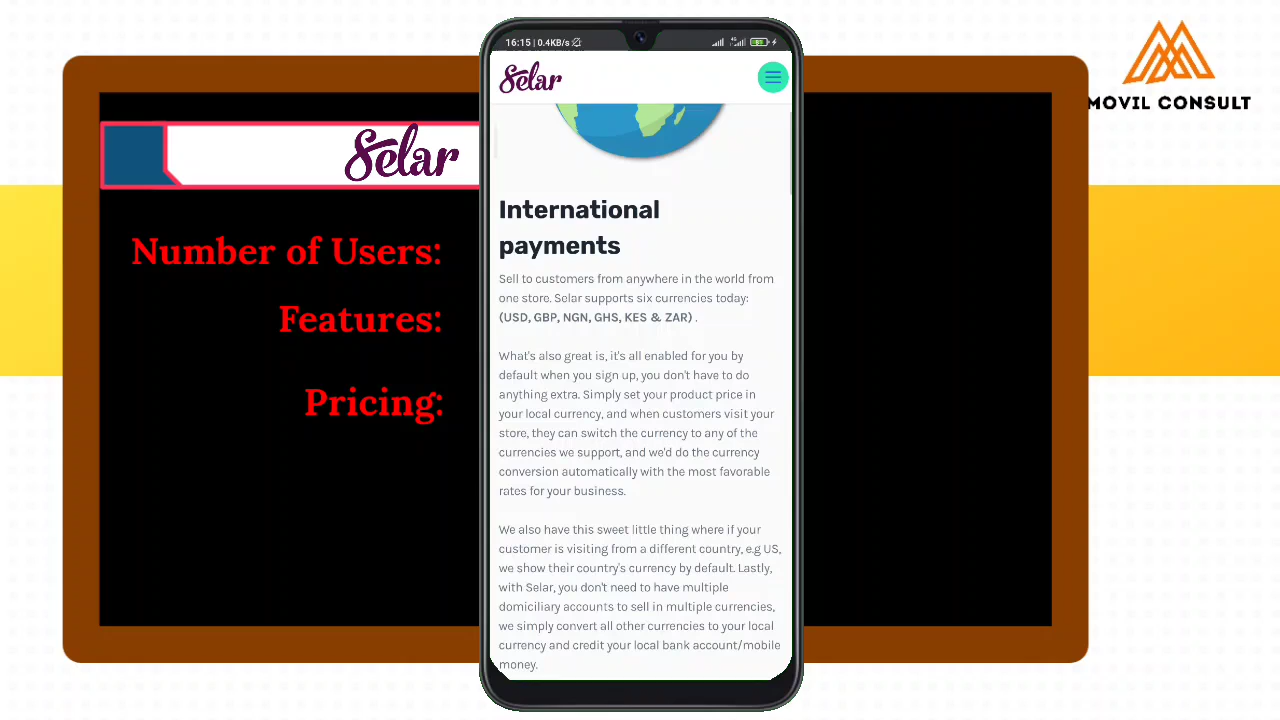 16:15 | 0.4KB/s
4G
Selar
MOVIL CONSULT
Selar
Number of Users:
Features:
Pricing:
International
payments
Sell to customers from anywhere in the world from
one store. Selar supports six currencies today:
(USD, GBP, NGN, GHS, KES & ZAR) .
What's also great is, it's all enabled for you by
default when you sign up, you don't have to do
anything extra. Simply set your product price in
your local currency, and when customers visit your
store, they can switch the currency to any of the
currencies we support, and we'd do the currency
conversion automatically with the most favorable
rates for your business.
We also have this sweet little thing where if your
customer is visiting from a different country, e.g US,
we show their country's currency by default. Lastly,
with Selar, you don't need to have multiple
domiciliary accounts to sell in multiple currencies,
we simply convert all other currencies to your local
currency and credit your local bank account/mobile
money.